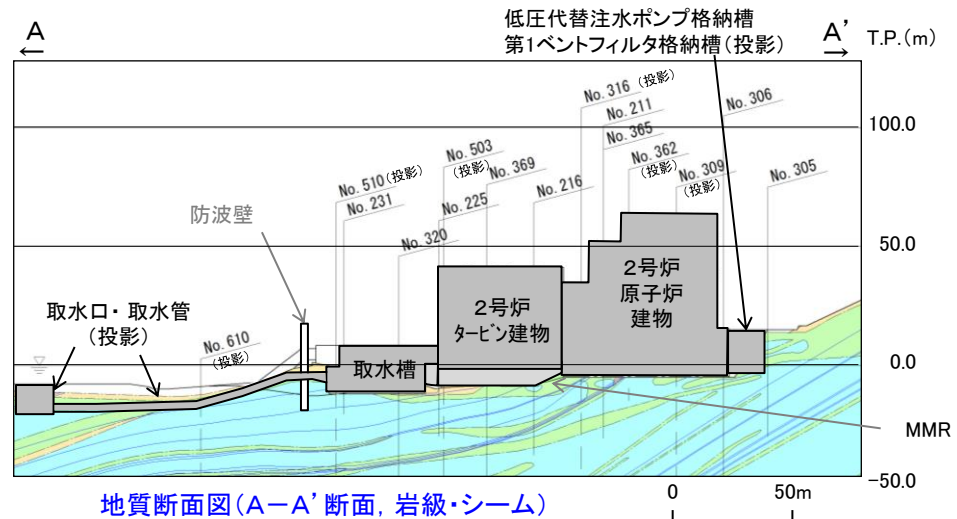 低圧代替注水ポンプ格納槽
第1ベントフィルタ格納槽(投影)
A
A’
T.P.(m)
No. 316 (投影)
No. 211
No. 365
No. 306
100.0
No. 503
(投影)
No. 362
(投影)
No. 309
(投影)
No. 305
No. 510 (投影)
No. 369
No. 231
No. 225
No. 216
防波壁
No. 320
50.0
2号炉
原子炉
建物
2号炉
タービン建物
取水口・取水管
(投影)
No. 610
(投影)
取水槽
0.0
MMR
-50.0
地質断面図(A-A’断面, 岩級・シーム)
0
50m